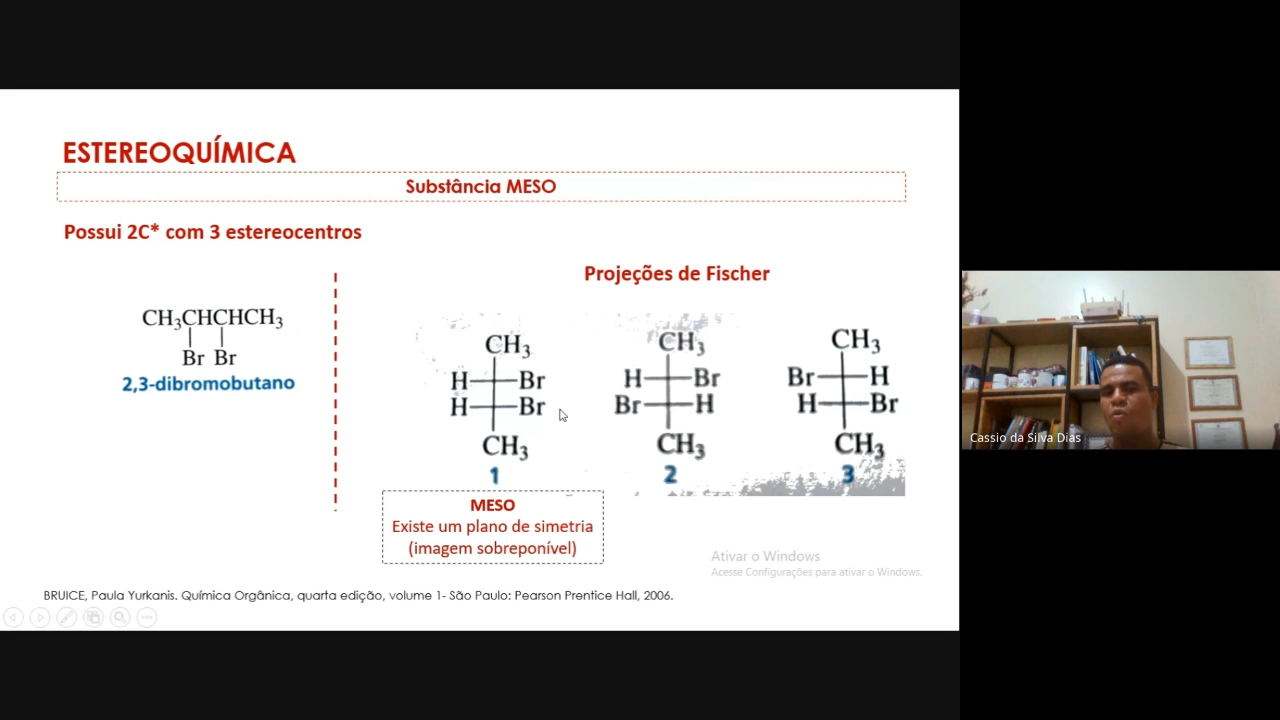 ESTEREOQUÍMICA
Substância MESO
Possui 2C* com 3 estereocentros
Projeções de Fischer
CH3CHCHCH3
Br Br
2,3-dibromobutano
CH3
H Br
H Br
CH3
1
CH3
H Br
Br H
CH3
2
CH3
Br H
H Br
CH3
3
MESO
Existe um plano de simetria
(imagem sobreponível)
Ativar o Windows
Acesse Configurações para ativar o Windows.
BRUICE, Paula Yurkanis. Química Orgânica, quarta edição, volume 1- São Paulo: Pearson Prentice Hall, 2006.
Cassio da Silva Dias